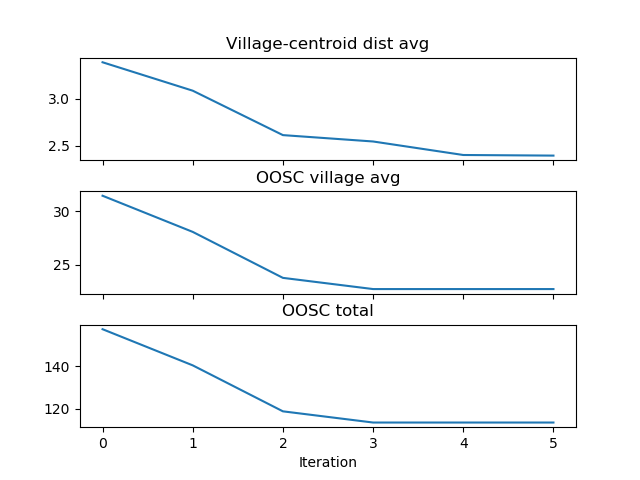 Village-centroid dist avg
3.0
2.5
OOSC village avg
30
25
OOSC total
140
120
0 1 2 3 4 5
Iteration